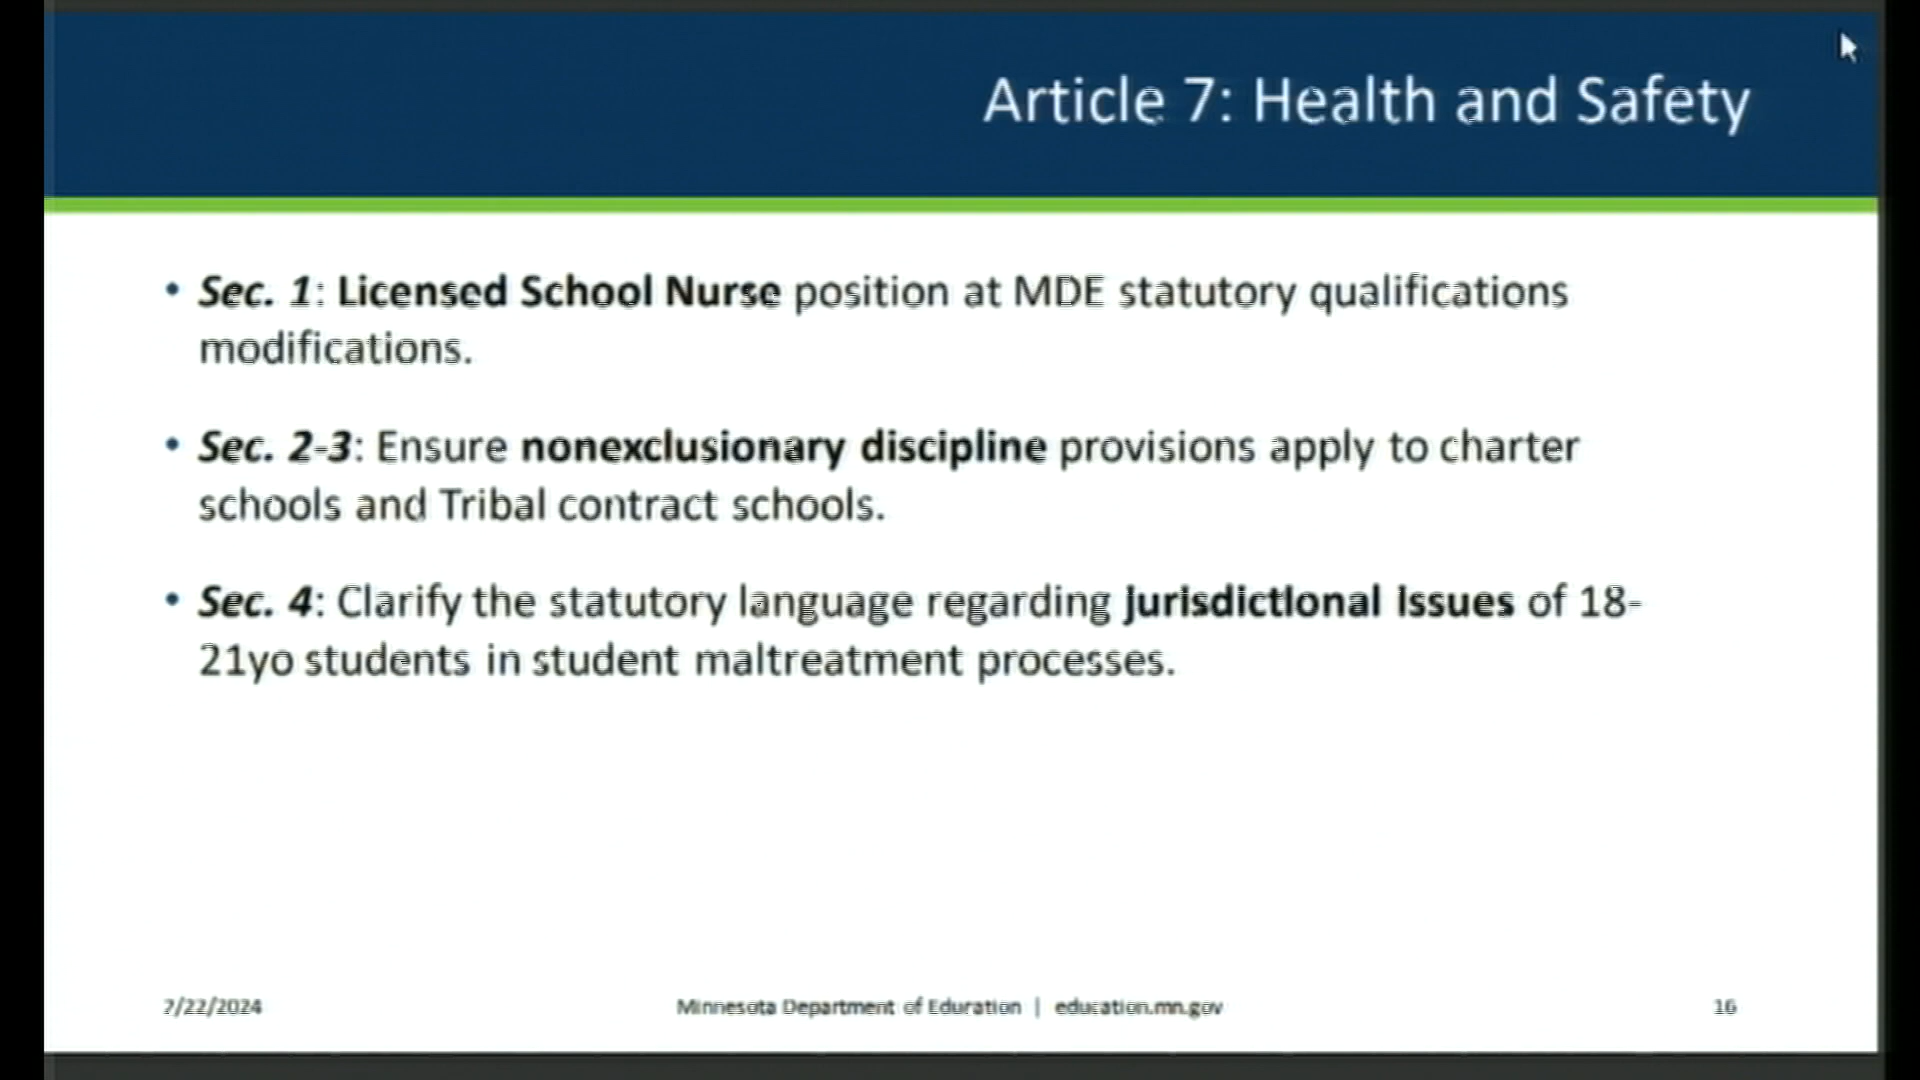 Article 7: Health and Safety
• Sec. 1: Licensed School Nurse position at MDE statutory qualifications
modifications.
• Sec. 2-3: Ensure nonexclusionary discipline provisions apply to charter
schools and Tribal contract schools.
• Sec. 4: Clarify the statutory language regarding jurisdictional issues of 18-
21yo students in student maltreatment processes.
2/22/2024
Minnesota Department of Education | education.mn.gov
16